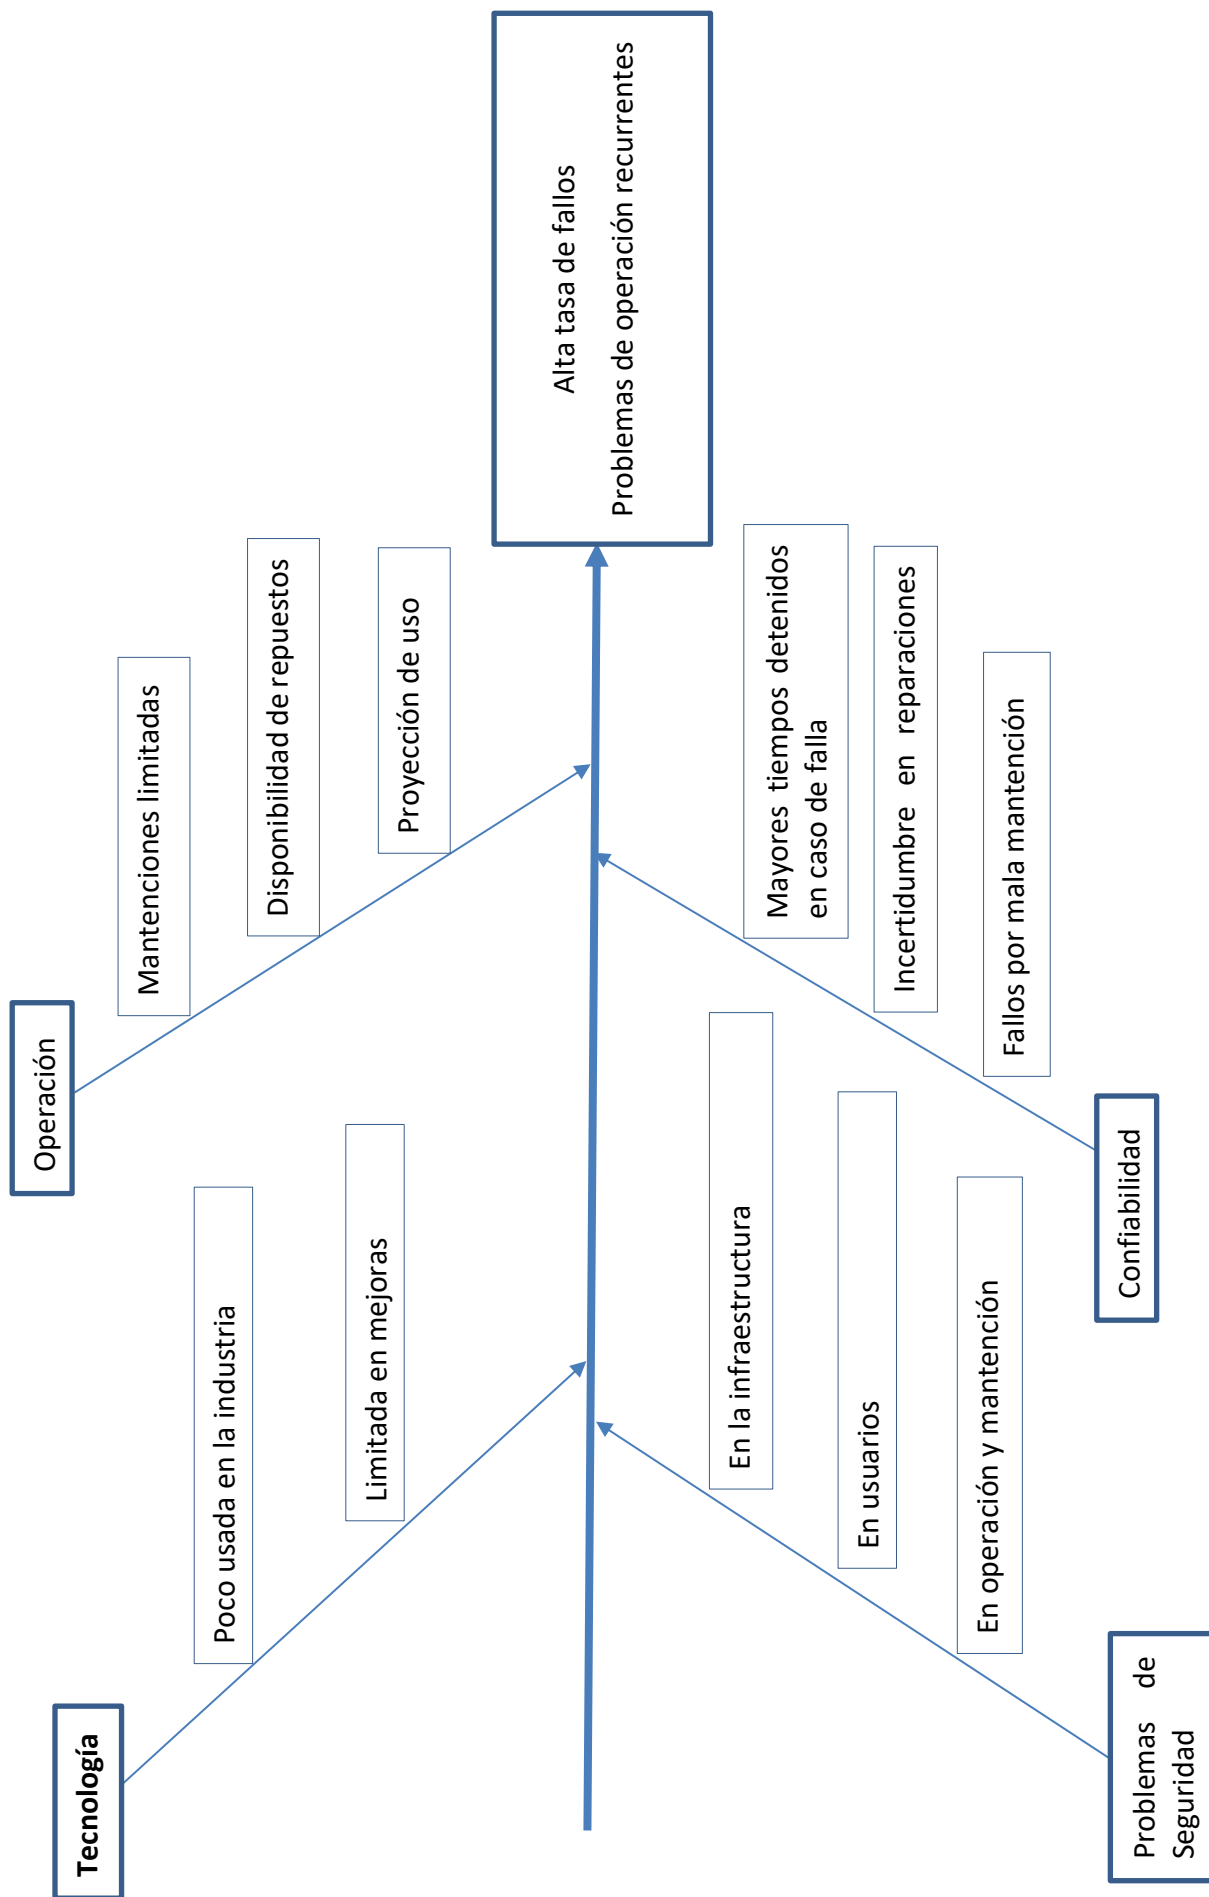 Tecnología
Poco usada en la industria
Limitada en mejoras
Operación
Mantenciones limitadas
Disponibilidad de repuestos
Proyección de uso
Alta tasa de fallos
Problemas de operación recurrentes
Problemas de
Seguridad
En la infraestructura
En usuarios
En operación y mantención
Confiabilidad
Mayores tiempos detenidos
en caso de falla
Incertidumbre en reparaciones
Fallos por mala mantención